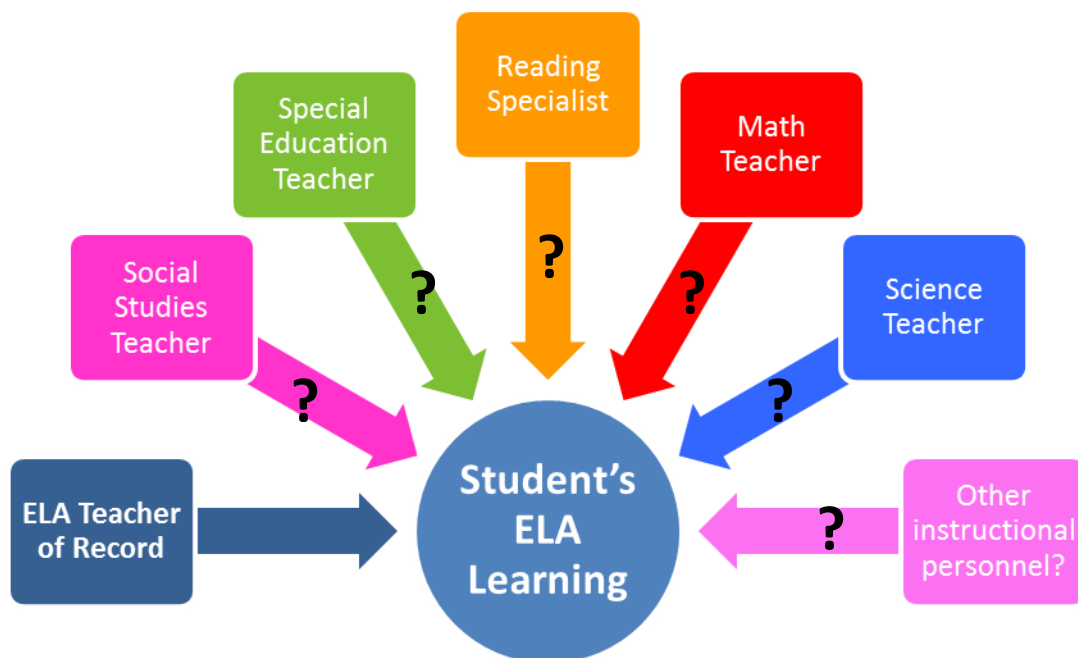 Reading
Specialist
Special
Education
Teacher
Math
Teacher
Social
Studies
Teacher
Science
Teacher
?
?
?
?
?
ELA Teacher
of Record
Student's
ELA
Learning
?
Other
instructional
personnel?